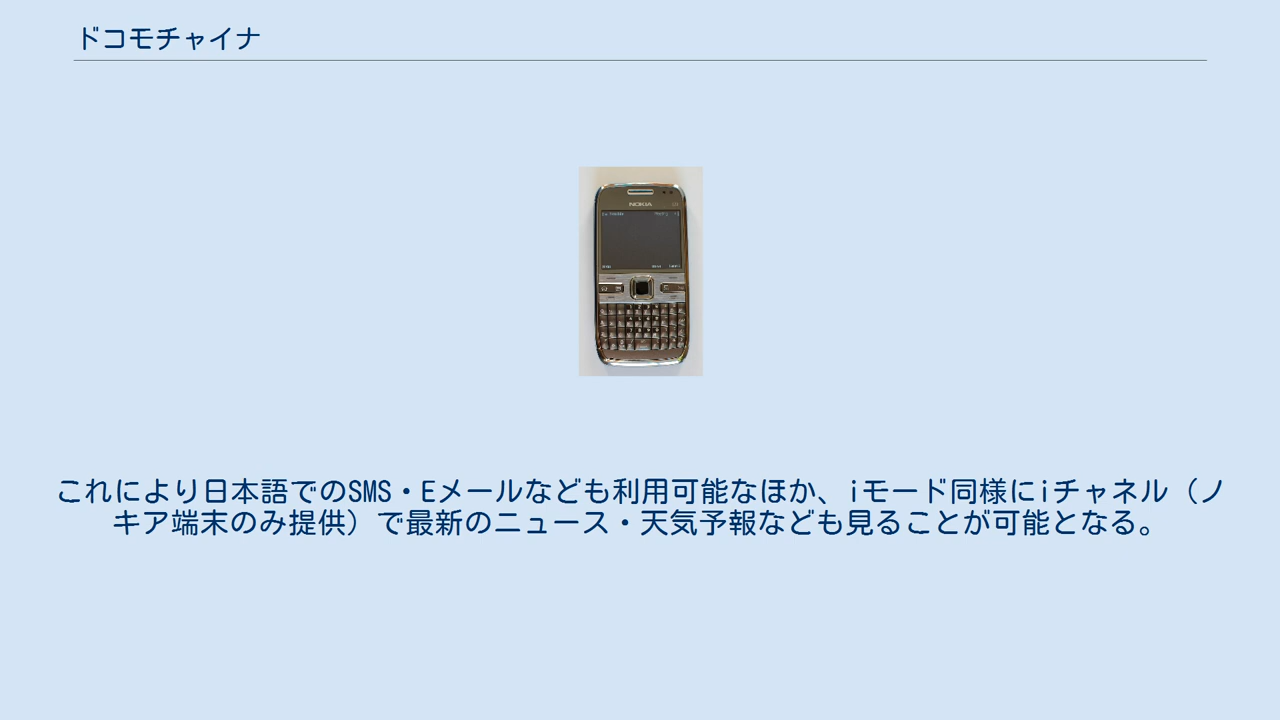 ドコモチャイナ
NOKIA
これにより日本語でのSMS・Eメールなども利用可能なほか、iモード同様にiチャネル（ノ
キア端末のみ提供）で最新のニュース・天気予報なども見ることが可能となる。